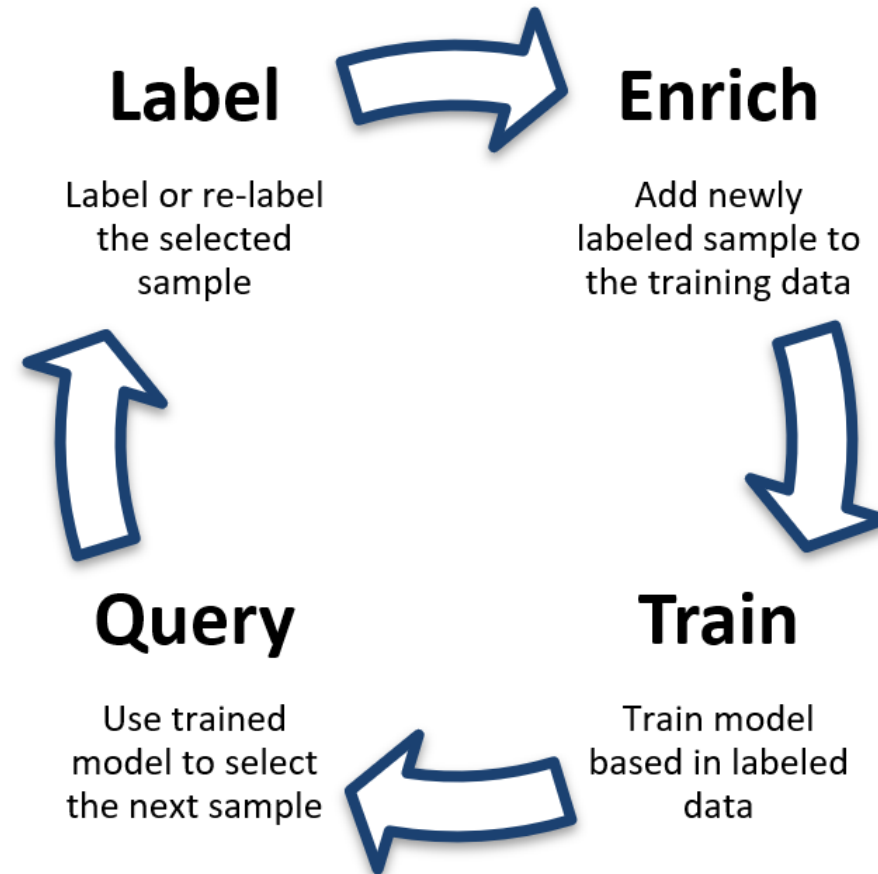 Label
Label or re-label
the selected
sample
Enrich
Add newly
labeled sample to
the training data
Query
Use trained
model to select
the next sample
Train
Train model
based in labeled
data